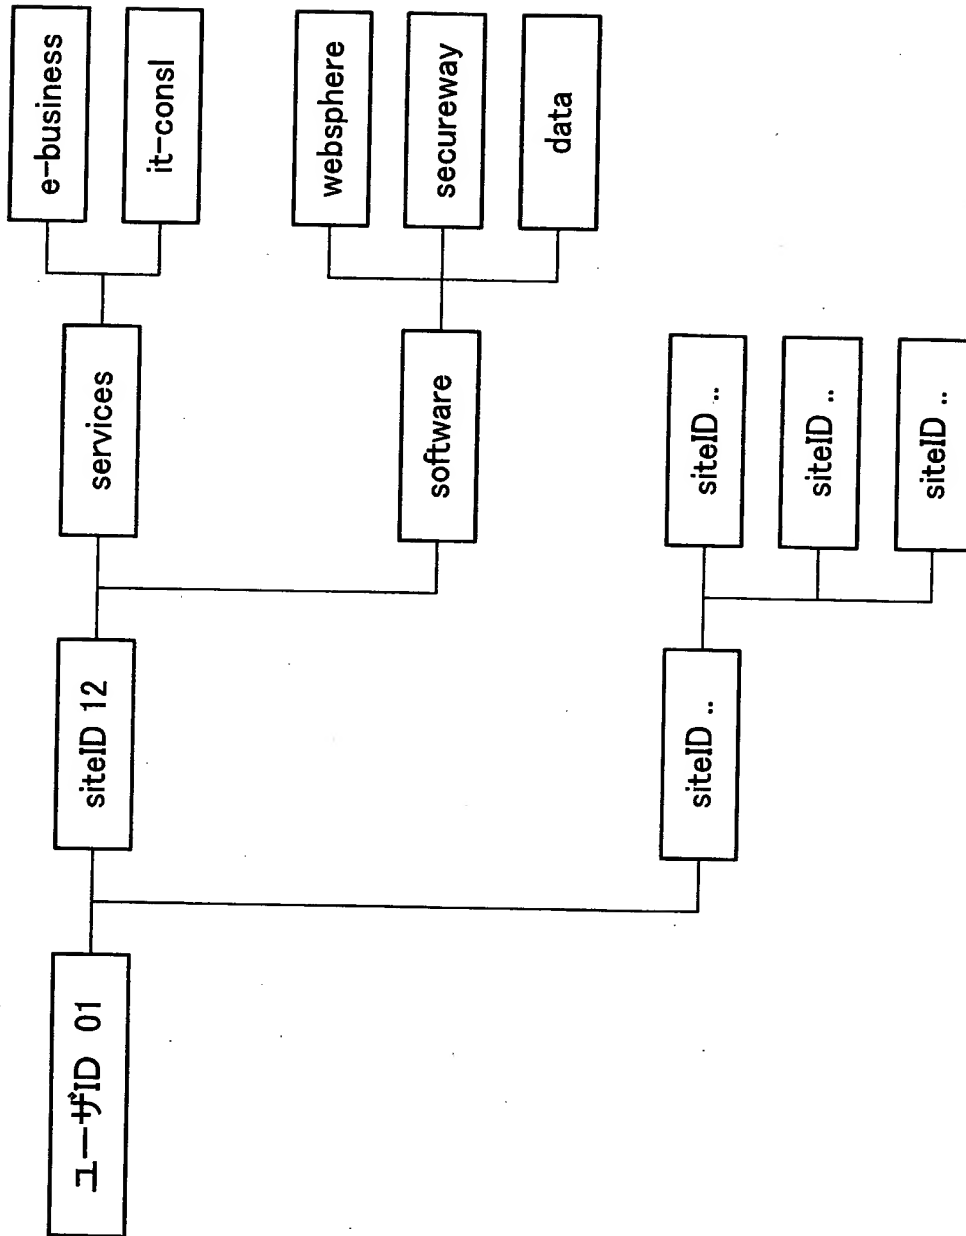 ユーザID 01
siteID 12
services
e-business
it-consl
software
websphere
secureway
data
siteID ..
siteID ..
siteID ..
siteID ..